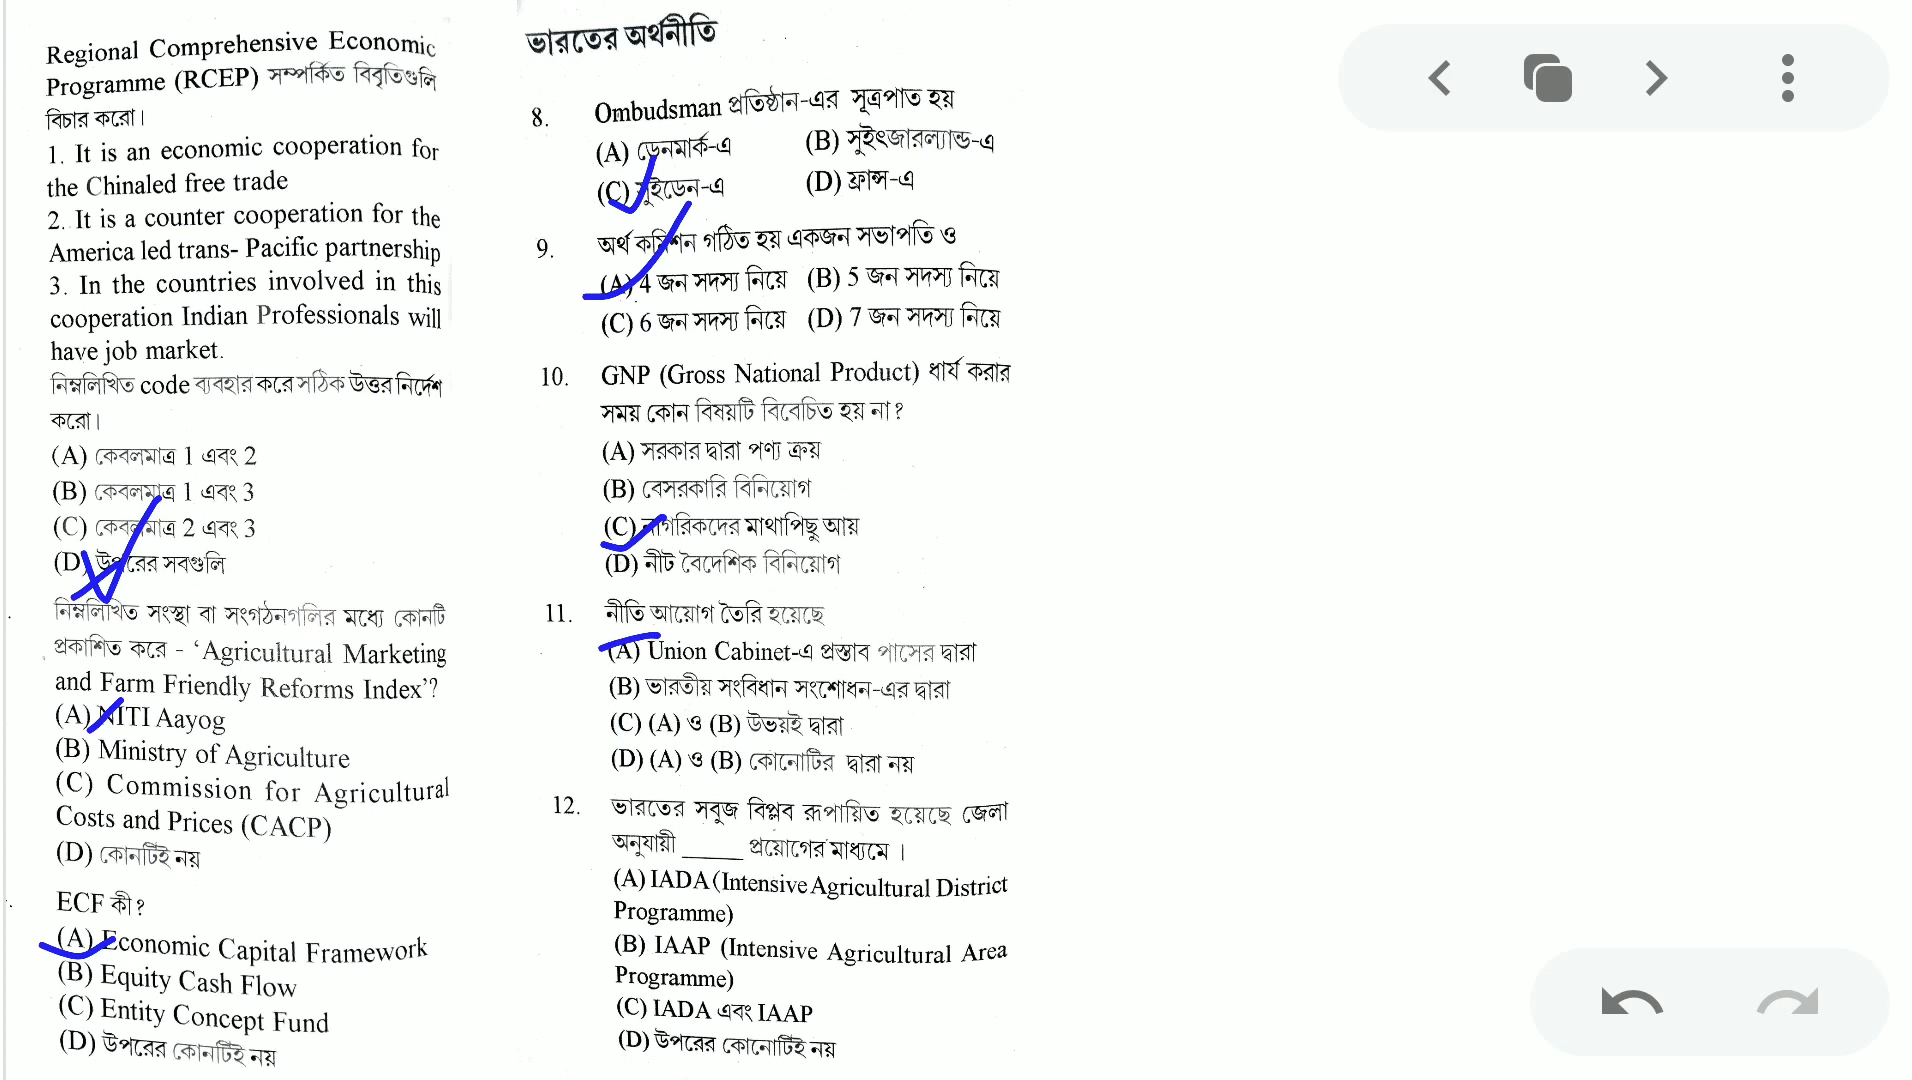 Regional Comprehensive Economic
Programme (RCEP) সম্পর্কিত বিবৃতিগুলি
বিচার করো।
1. It is an economic cooperation for
the Chinaled free trade
2. It is a counter cooperation for the
America led trans- Pacific partnership
3. In the countries involved in this
cooperation Indian Professionals will
have job market.
নিম্নলিখিত code ব্যবহার করে সঠিক উত্তর নির্দেশ
করো।
(A) কেবলমাত্র 1 এবং 2
(B) কেবলমাত্র 1 এবং 3
(C) কেবলমাত্র 2 এবং 3
(D) উপরের সবগুলি
নিম্নলিখিত সংস্থা বা সংগঠনগলির মধ্যে কোনটি
প্রকাশিত করে - ‘Agricultural Marketing
and Farm Friendly Reforms Index’?
(A) NITI Aayog
(B) Ministry of Agriculture
(C) Commission for Agricultural
Costs and Prices (CACP)
(D) কোনটিই নয়
ECF কী?
(A) Economic Capital Framework
(B) Equity Cash Flow
(C) Entity Concept Fund
(D) উপরের কোনটিই নয়
ভারতের অর্থনীতি
8. Ombudsman প্রতিষ্ঠান-এর সূত্রপাত হয়
(A) ডেনমার্ক-এ (B) সুইৎজারল্যান্ড-এ
(C) সুইডেন-এ (D) ফ্রান্স-এ
9. অর্থ কমিশন গঠিত হয় একজন সভাপতি ও
(A) 4 জন সদস্য নিয়ে (B) 5 জন সদস্য নিয়ে
(C) 6 জন সদস্য নিয়ে (D) 7 জন সদস্য নিয়ে
10. GNP (Gross National Product) ধার্য করার
সময় কোন বিষয়টি বিবেচিত হয় না?
(A) সরকার দ্বারা পণ্য ক্রয়
(B) বেসরকারি বিনিয়োগ
(C) নাগরিকদের মাথাপিছু আয়
(D) নীট বৈদেশিক বিনিয়োগ
11. নীতি আয়োগ তৈরি হয়েছে
(A) Union Cabinet-এ প্রস্তাব পাসের দ্বারা
(B) ভারতীয় সংবিধান সংশোধন-এর দ্বারা
(C) (A) ও (B) উভয়ই দ্বারা
(D) (A) ও (B) কোনোটির দ্বারা নয়
12. ভারতের সবুজ বিপ্লব রূপায়িত হয়েছে জেলা
অনুযায়ী _____ প্রয়োগের মাধ্যমে ।
(A) IADA (Intensive Agricultural District
Programme)
(B) IAAP (Intensive Agricultural Area
Programme)
(C) IADA এবং IAAP
(D) উপরের কোনোটিই নয়